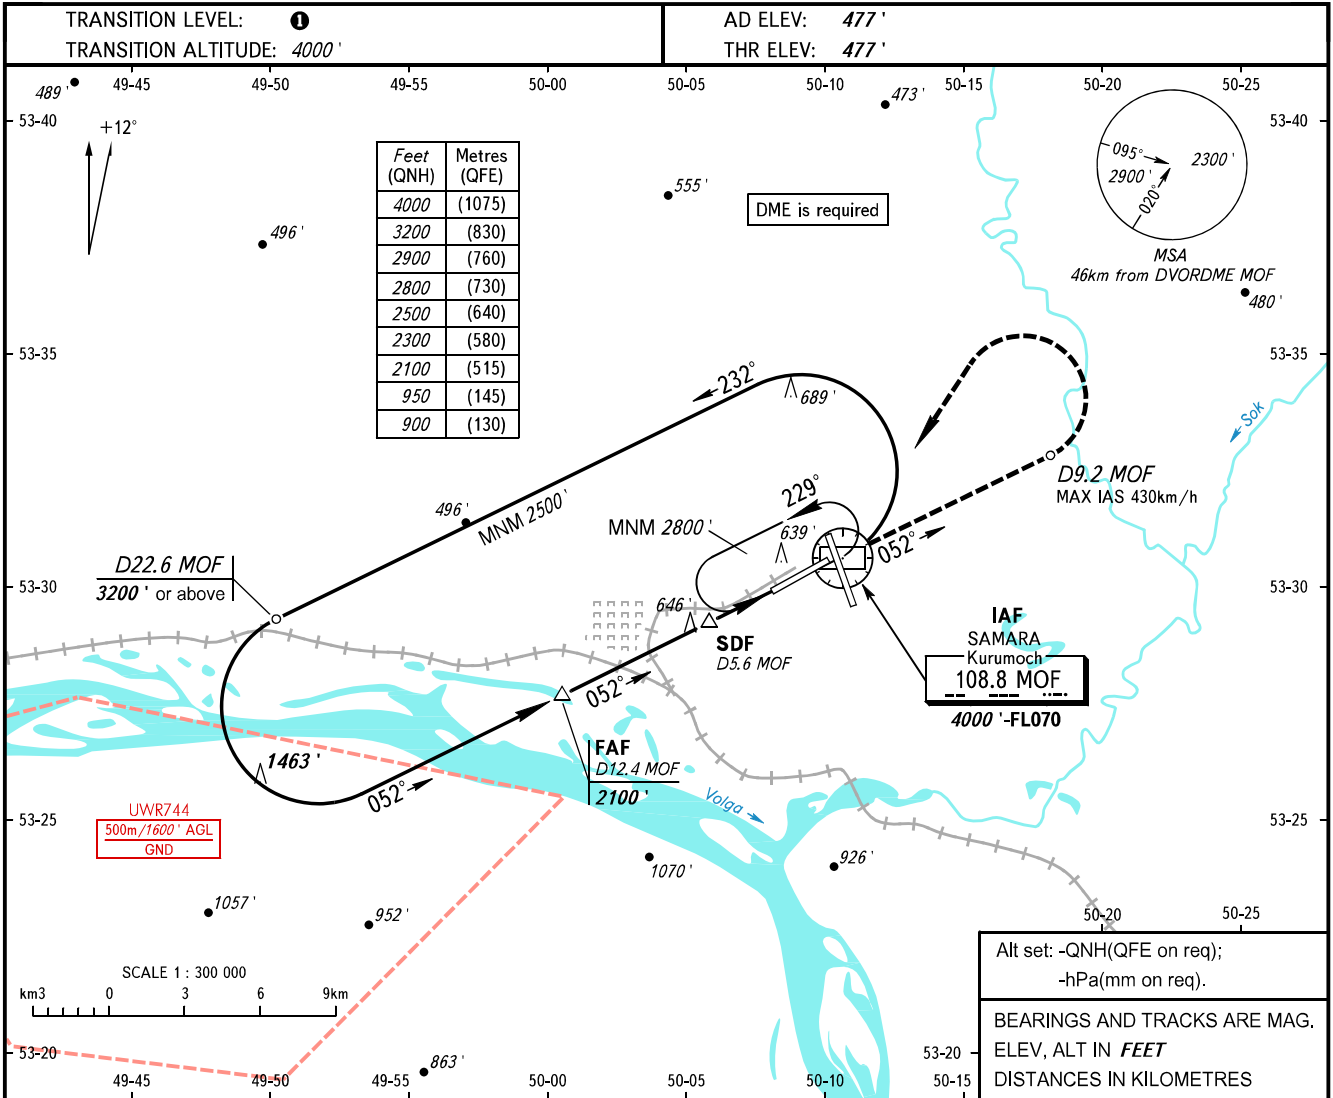 TRANSITION LEVEL: 1
TRANSITION ALTITUDE: 4000 '
AD ELEV: 477 '
THR ELEV: 477 '
49-45 49-50 49-55 50-00 50-05 50-10 50-15 50-20 50-25
489 '
473 '
53-40
53-40
+12°
Feet (QNH) Metres (QFE)
4000 (1075)
3200 (830)
2900 (760)
2800 (730)
2500 (640)
2300 (580)
2100 (515)
950 (145)
900 (130)
555 '
DME is required
496 '
095°
2300 '
2900 '
020°
MSA
46km from DVORDME MOF
480 '
53-35
53-35
232°
689 '
Sok
D9.2 MOF
MAX IAS 430km/h
496 '
MNM 2500 '
229°
MNM 2800 '
639 '
052°
D22.6 MOF
3200 ' or above
53-30
53-30
646 '
SDF
D5.6 MOF
IAF
SAMARA
Kurumoch
108.8 MOF
4000 '-FL070
052°
FAF
D12.4 MOF
2100 '
1463 '
052°
Volga
UWR744
500m/1600 ' AGL
GND
53-25
53-25
1070 '
926 '
1057 '
952 '
50-20 50-25
SCALE 1 : 300 000
km3 0 3 6 9km
Alt set: -QNH(QFE on req);
-hPa(mm on req).
BEARINGS AND TRACKS ARE MAG.
ELEV, ALT IN FEET
DISTANCES IN KILOMETRES
53-20
53-20
863 '
49-45 49-50 49-55 50-00 50-05 50-10 50-15